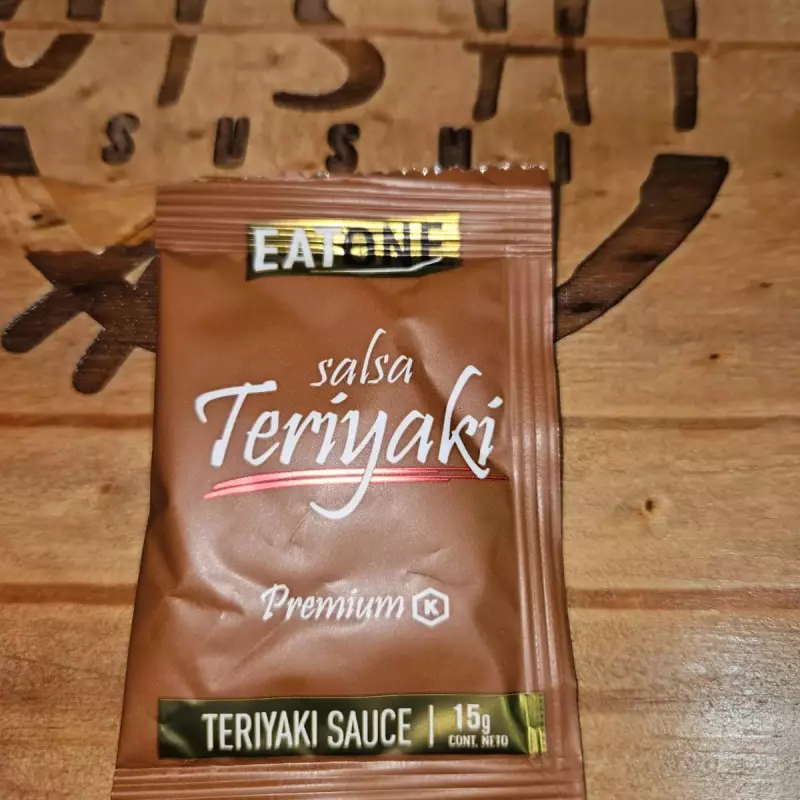 SUSHI
EATONE
salsa
Teriyaki
Premium K
TERIYAKI SAUCE | 15g
CONT. NETO